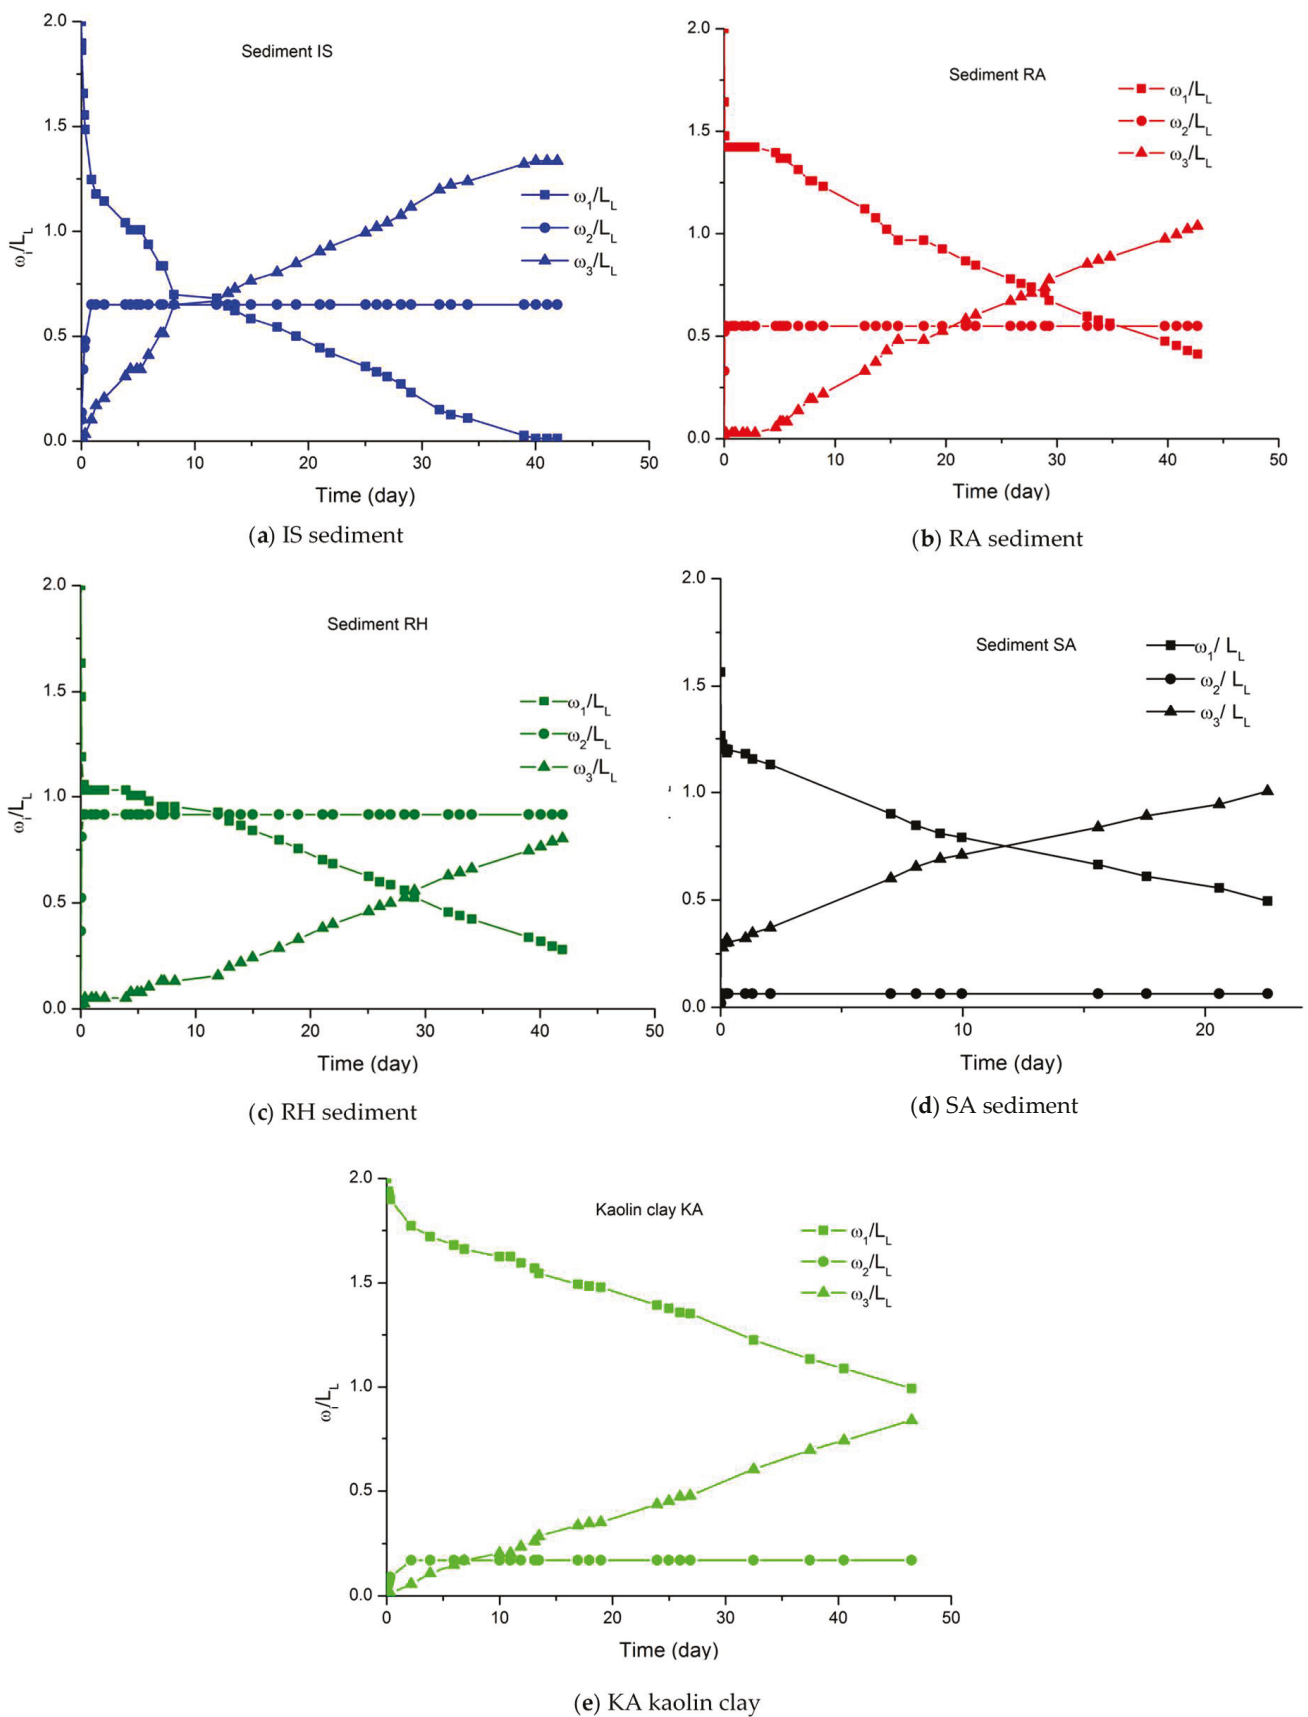 2.0
1.5
1.0
0.5
0.0
ωi/LL
Sediment IS
ω1/LL
ω2/LL
ω3/LL
0 10 20 30 40 50
Time (day)
(a) IS sediment
2.0
1.5
1.0
0.5
0.0
Sediment RA
ω1/LL
ω2/LL
ω3/LL
0 10 20 30 40 50
Time (day)
(b) RA sediment
2.0
1.5
1.0
0.5
0.0
ωi/LL
Sediment RH
ω1/LL
ω2/LL
ω3/LL
0 10 20 30 40 50
Time (day)
(c) RH sediment
2.0
1.5
1.0
0.5
0.0
Sediment SA
ω1/ LL
ω2/ LL
ω3/ LL
0 10 20
Time (day)
(d) SA sediment
2.0
1.5
1.0
0.5
0.0
ωi/LL
Kaolin clay KA
ω1/LL
ω2/LL
ω3/LL
0 10 20 30 40 50
Time (day)
(e) KA kaolin clay